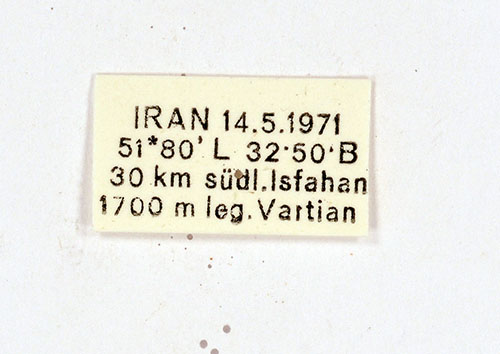 IRAN 14.5.1971
51*80' L 32·50'B
30 km südl.Isfahan
1700 m leg.Vartian